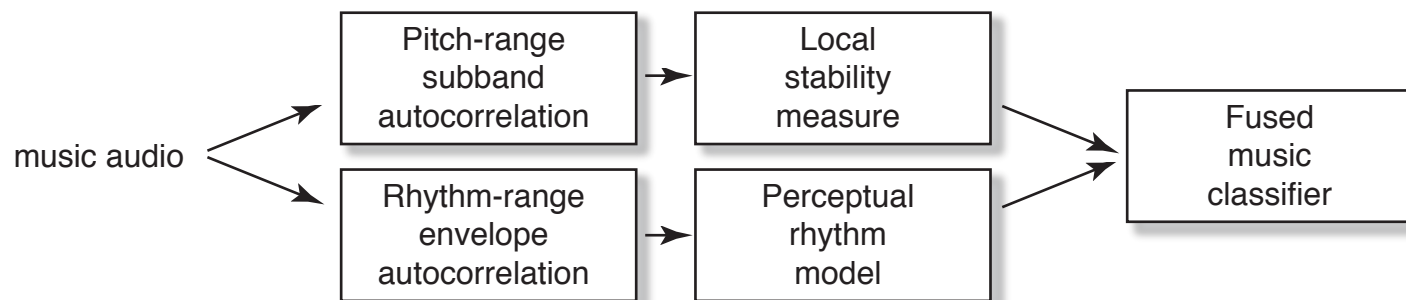 music audio
Pitch-range
subband
autocorrelation
Local
stability
measure
Rhythm-range
envelope
autocorrelation
Perceptual
rhythm
model
Fused
music
classifier